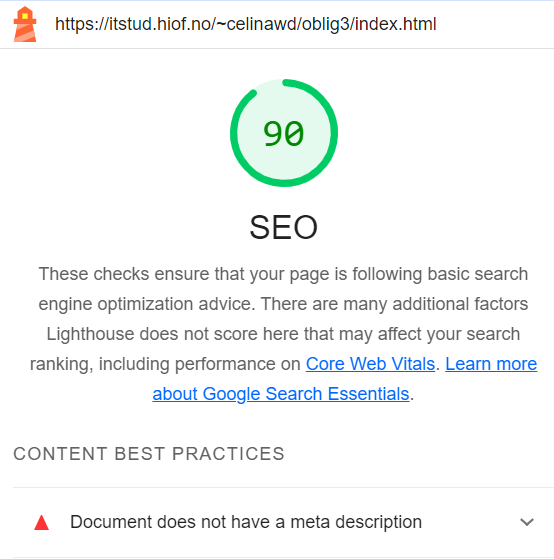 https://itstud.hiof.no/~celinawd/oblig3/index.html
90
SEO
These checks ensure that your page is following basic search
engine optimization advice. There are many additional factors
Lighthouse does not score here that may affect your search
ranking, including performance on Core Web Vitals. Learn more
about Google Search Essentials.
CONTENT BEST PRACTICES
Document does not have a meta description